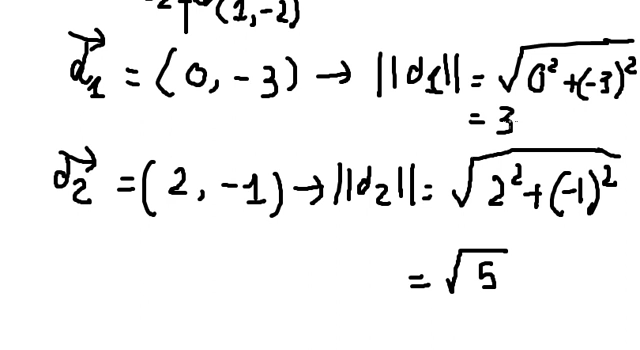 (1,-2)
d₁ = (0, -3) → ||d₁|| = √0² + (-3)²
= 3
d₂ = (2, -1) → ||d₂|| = √2² + (-1)²
= √5